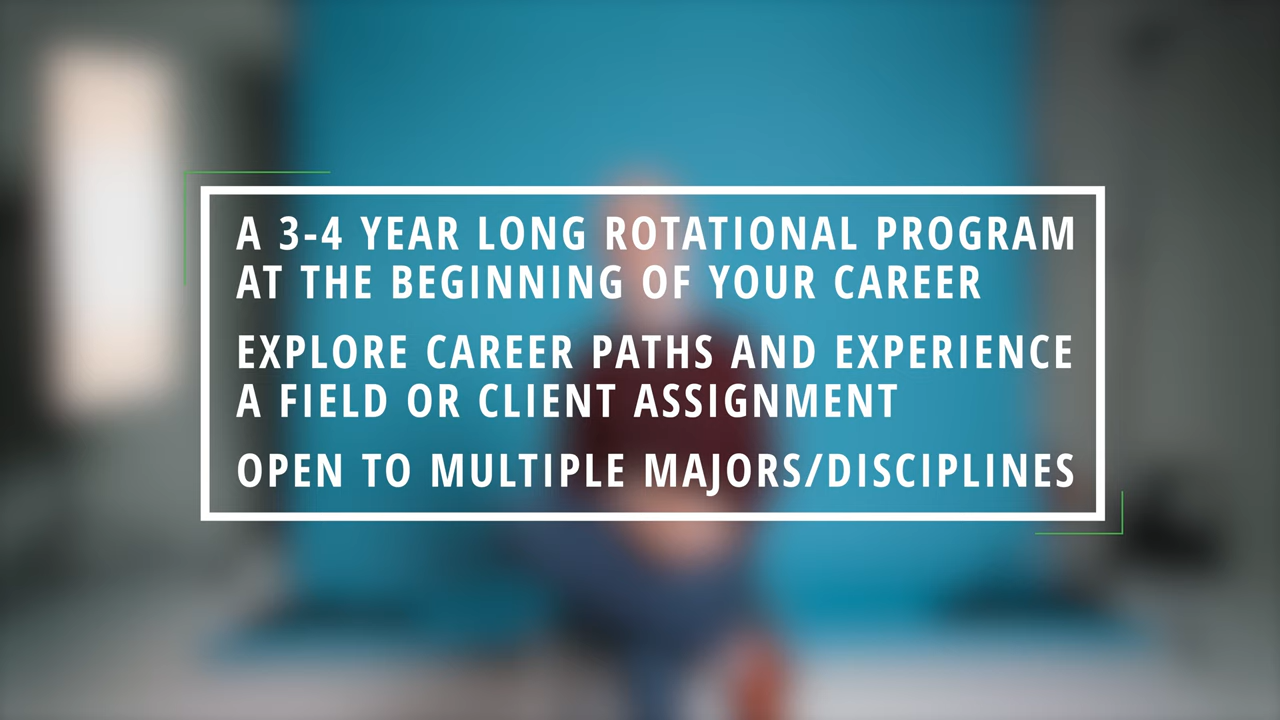 A 3-4 YEAR LONG ROTATIONAL PROGRAM
AT THE BEGINNING OF YOUR CAREER
EXPLORE CAREER PATHS AND EXPERIENCE
A FIELD OR CLIENT ASSIGNMENT
OPEN TO MULTIPLE MAJORS/DISCIPLINES